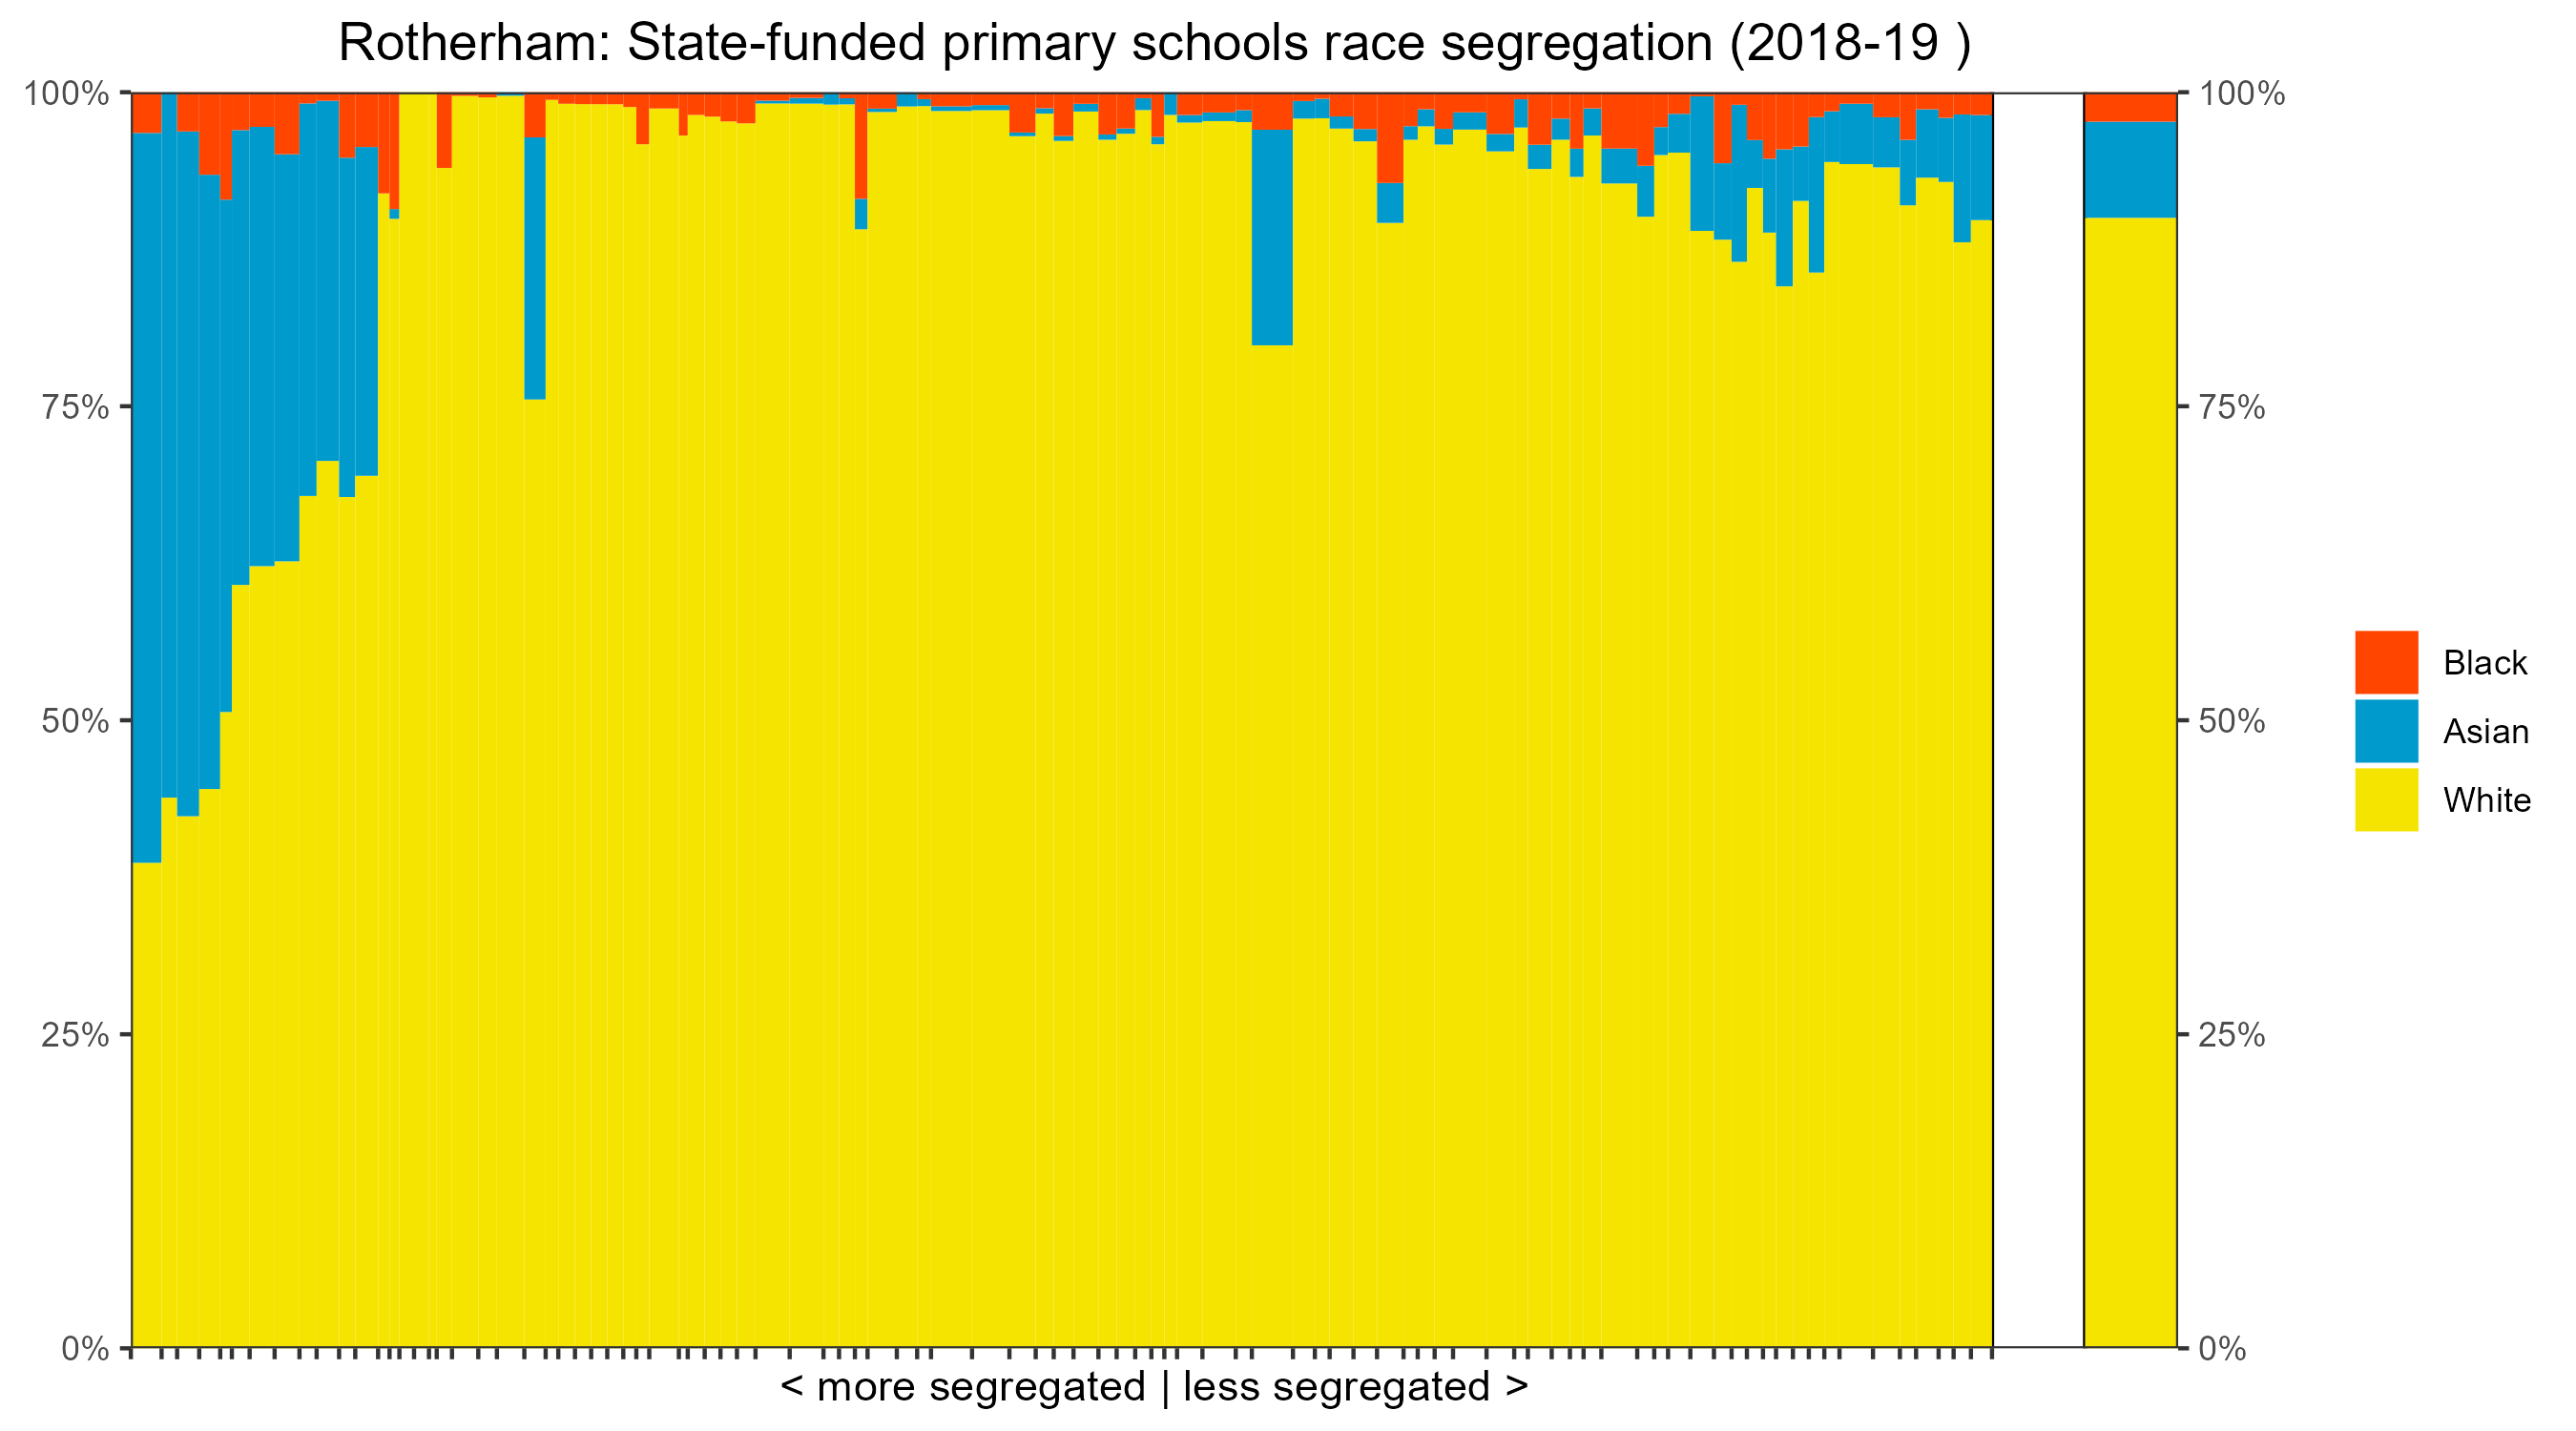 Rotherham: State-funded primary schools race segregation (2018-19 )
100%
75%
50%
25%
0%
100%
75%
50%
25%
0%
Black
Asian
White
< more segregated | less segregated >